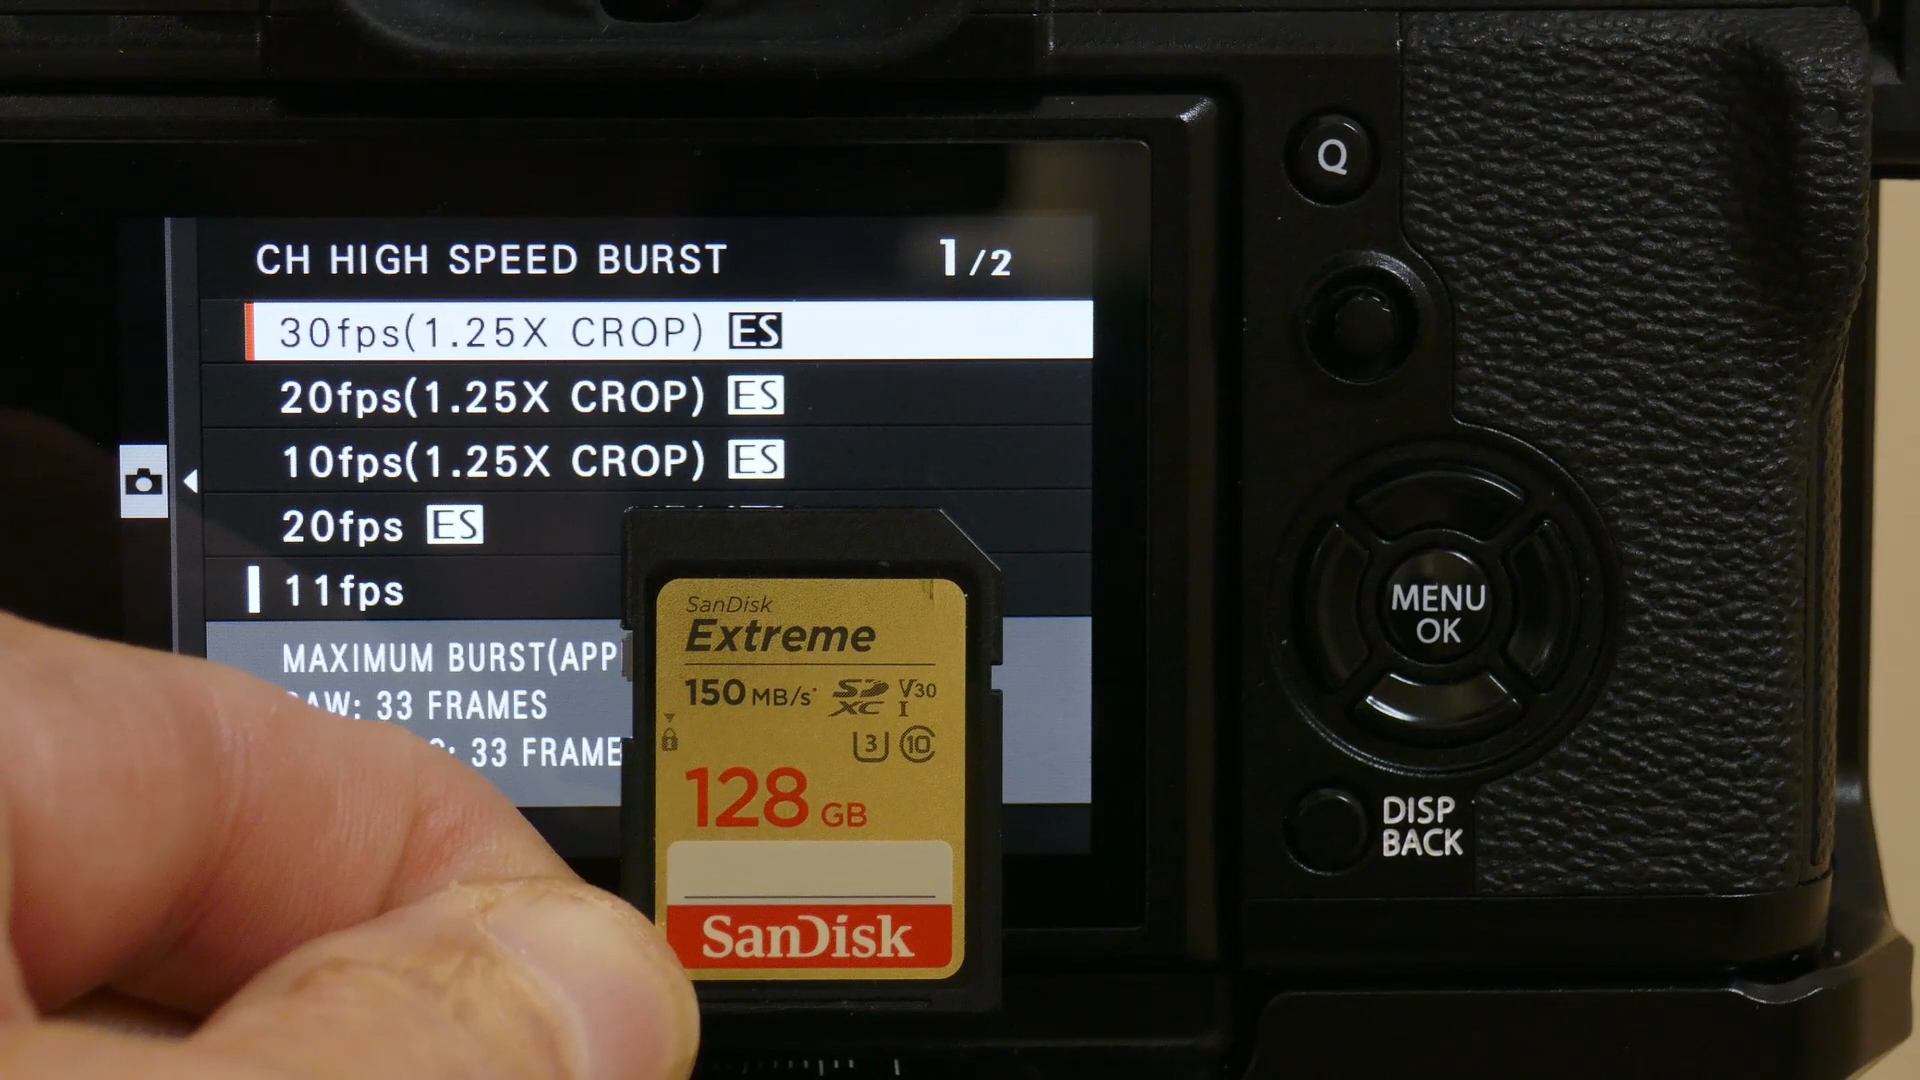 CH HIGH SPEED BURST 1/2
30fps(1.25X CROP) ES
20fps(1.25X CROP) ES
10fps(1.25X CROP) ES
20fps ES
11fps
MAXIMUM BURST(APP
33 FRAMES
33 FRAME
Q
MENU
OK
DISP
BACK
SanDisk
Extreme
150 MB/s* SD XC V30 I
3 10
128 GB
SanDisk